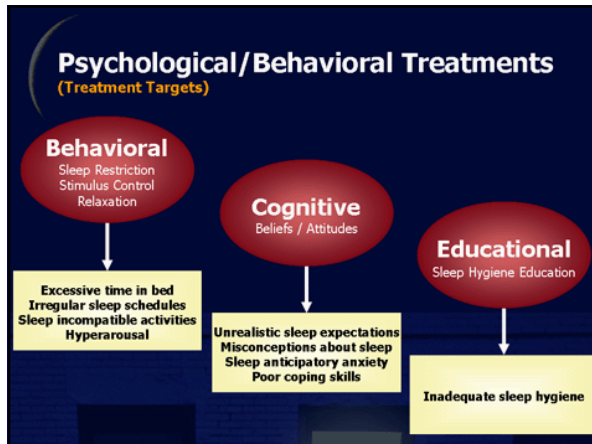 Psychological/Behavioral Treatments
(Treatment Targets)
Behavioral
Sleep Restriction
Stimulus Control
Relaxation
Excessive time in bed
Irregular sleep schedules
Sleep incompatible activities
Hyperarousal
Cognitive
Beliefs / Attitudes
Unrealistic sleep expectations
Misconceptions about sleep
Sleep anticipatory anxiety
Poor coping skills
Educational
Sleep Hygiene Education
Inadequate sleep hygiene